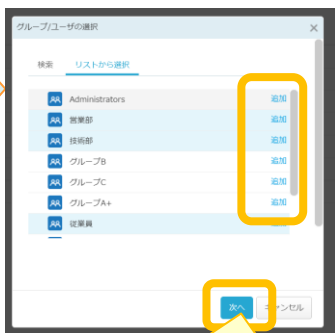 グループ/ユーザの選択
検索 リストから選択
Administrators 追加
営業部 追加
技術部 追加
グループB 追加
グループC 追加
グループA+ 追加
従業員 追加
次へ キャンセル